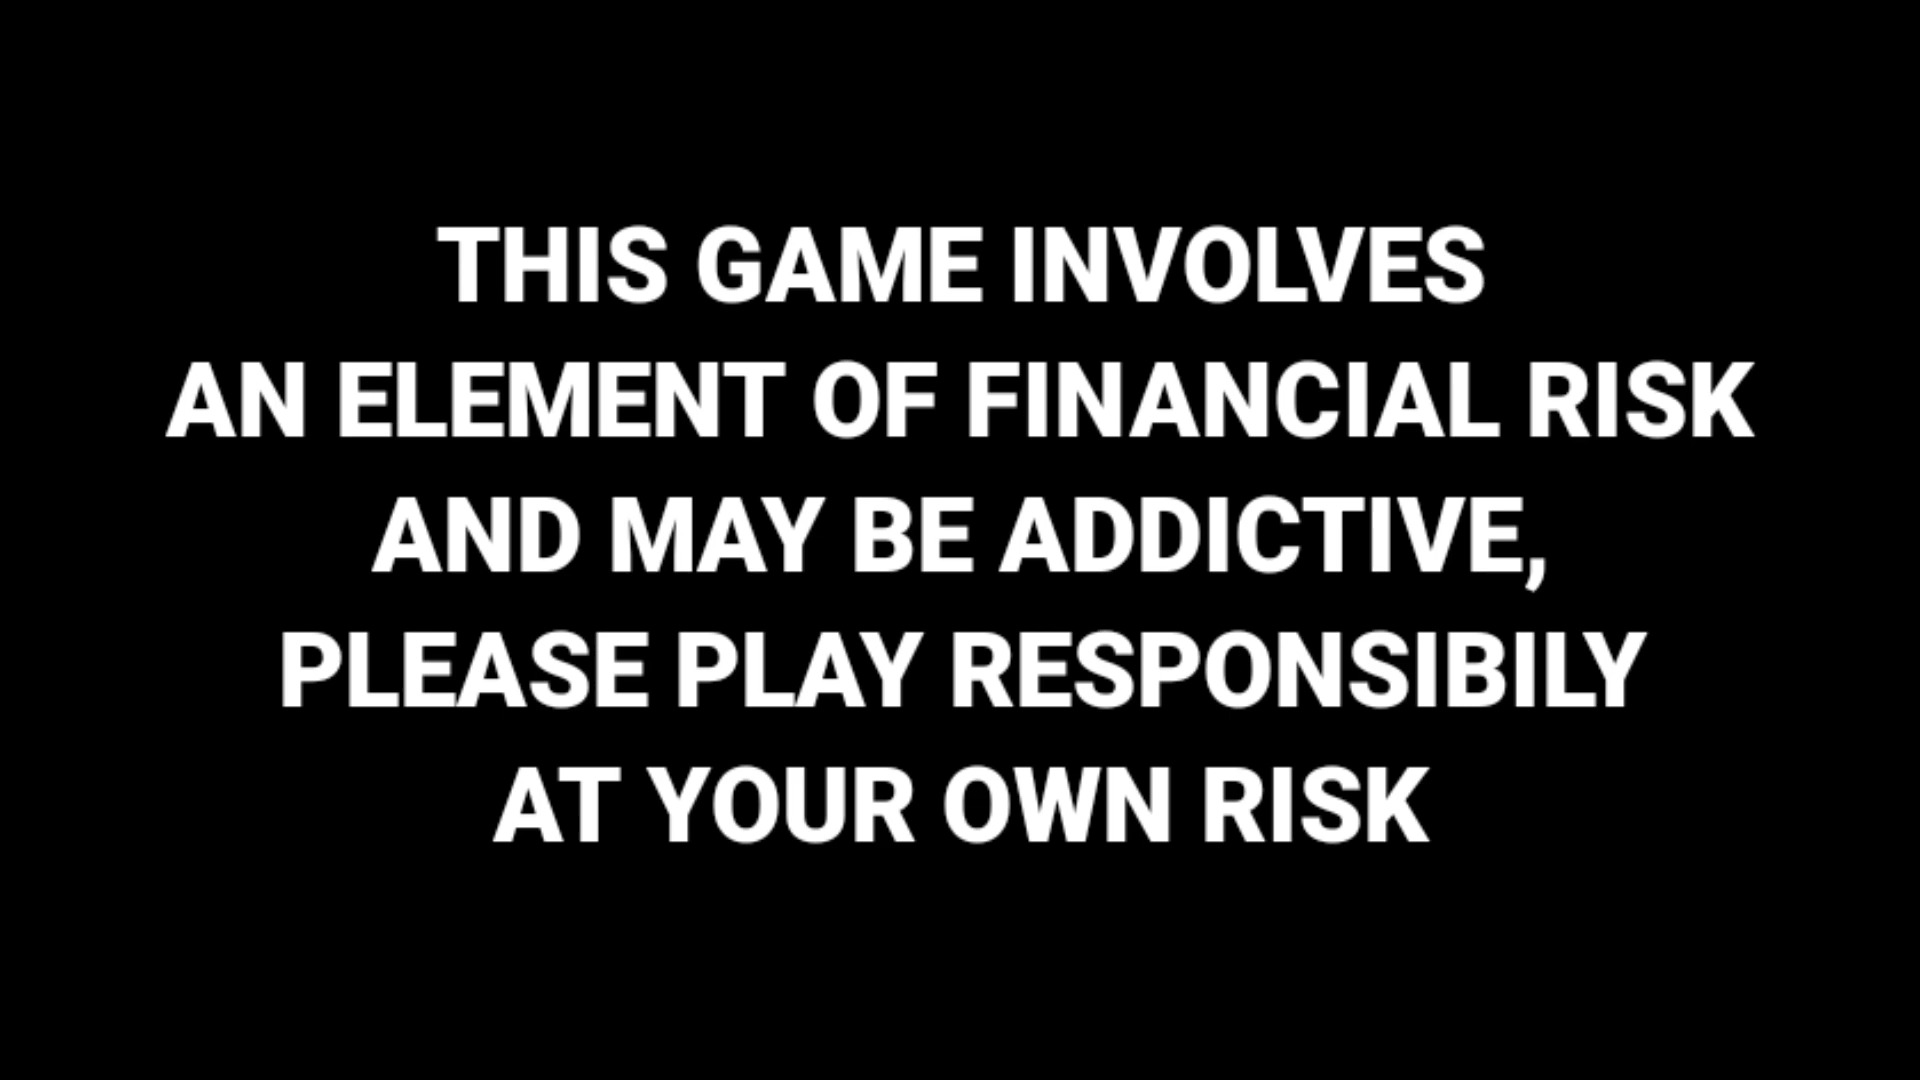 THIS GAME INVOLVES
AN ELEMENT OF FINANCIAL RISK
AND MAY BE ADDICTIVE,
PLEASE PLAY RESPONSIBILY
AT YOUR OWN RISK